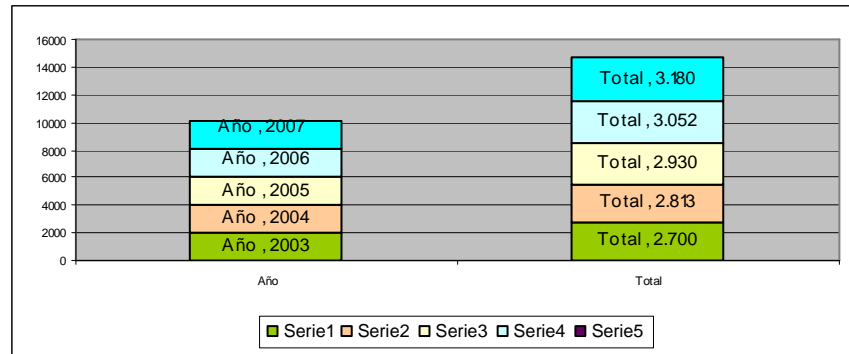 16000
14000
12000
10000
8000
6000
4000
2000
0
Año , 2007
Año , 2006
Año , 2005
Año , 2004
Año , 2003
Total , 3.180
Total , 3.052
Total , 2.930
Total , 2.813
Total , 2.700
Año
Total
Serie1 Serie2 Serie3 Serie4 Serie5